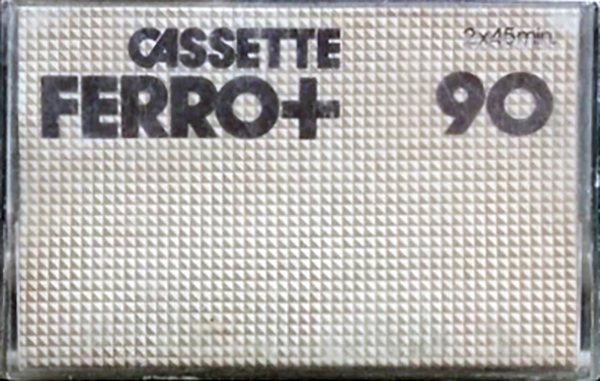 CASSETTE
2x45min.
FERRO+ 90